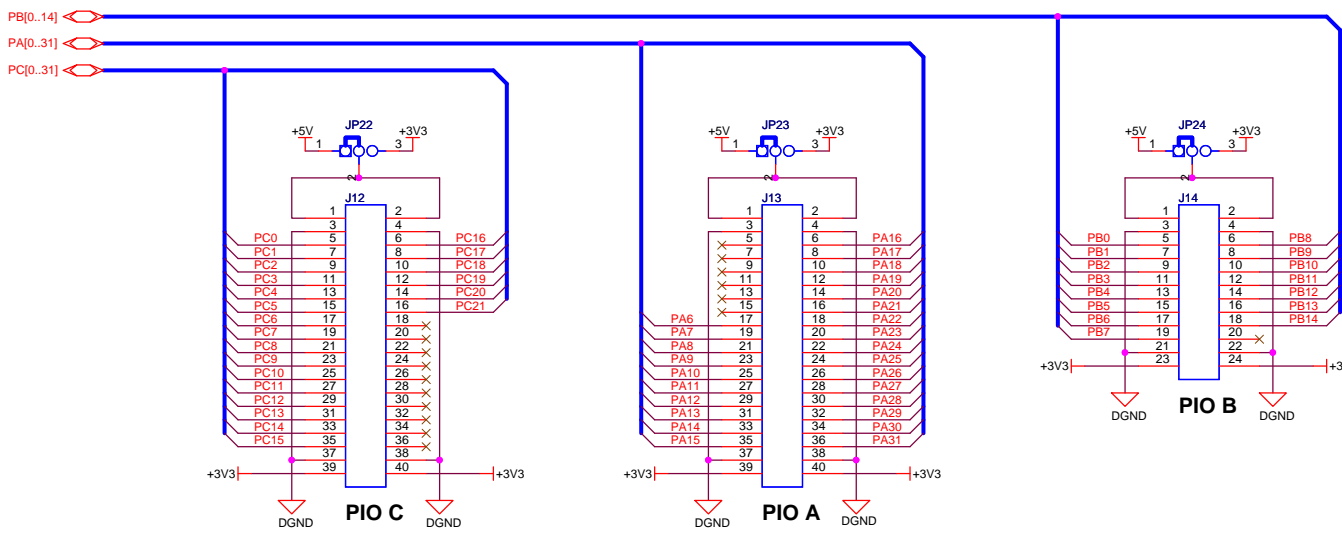 PB[0..14]
PA[0..31]
PC[0..31]
+5V JP22 +3V3
1 3
2
J12
1 2
3 4
PC0 5 6 PC16
PC1 7 8 PC17
PC2 9 10 PC18
PC3 11 12 PC19
PC4 13 14 PC20
PC5 15 16 PC21
PC6 17 18
PC7 19 20
PC8 21 22
PC9 23 24
PC10 25 26
PC11 27 28
PC12 29 30
PC13 31 32
PC14 33 34
PC15 35 36
37 38
+3V3 39 40 +3V3
DGND PIO C DGND
+5V JP23 +3V3
1 3
2
J13
1 2
3 4
5 6 PA16
7 8 PA17
9 10 PA18
11 12 PA19
13 14 PA20
15 16 PA21
PA6 17 18 PA22
PA7 19 20 PA23
PA8 21 22 PA24
PA9 23 24 PA25
PA10 25 26 PA26
PA11 27 28 PA27
PA12 29 30 PA28
PA13 31 32 PA29
PA14 33 34 PA30
PA15 35 36 PA31
37 38
+3V3 39 40 +3V3
DGND PIO A DGND
+5V JP24 +3V3
1 3
2
J14
1 2
3 4
PB0 5 6 PB8
PB1 7 8 PB9
PB2 9 10 PB10
PB3 11 12 PB11
PB4 13 14 PB12
PB5 15 16 PB13
PB6 17 18 PB14
PB7 19 20
21 22
+3V3 23 24 +3
DGND PIO B DGND